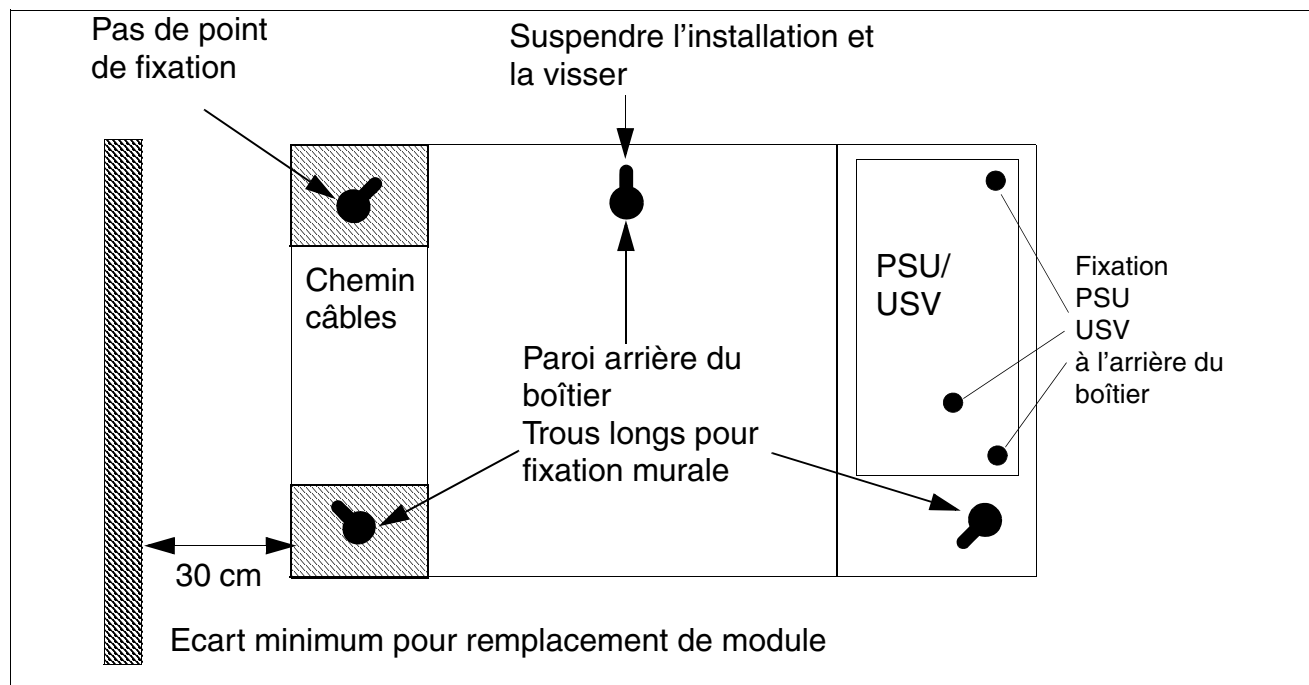 Pas de point
de fixation
Suspendre l’installation et
la visser
Chemin
câbles
PSU/
USV
Fixation
PSU
USV
à l’arrière du
boîtier
Paroi arrière du
boîtier
Trous longs pour
fixation murale
30 cm
Ecart minimum pour remplacement de module